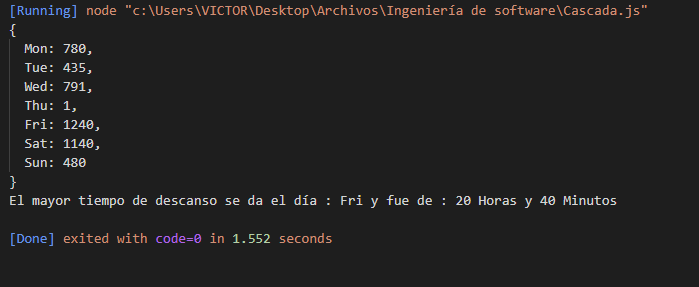 [Running] node "c:\Users\VICTOR\Desktop\Archivos\Ingeniería de software\Cascada.js"
{
  Mon: 780,
  Tue: 435,
  Wed: 791,
  Thu: 1,
  Fri: 1240,
  Sat: 1140,
  Sun: 480
}
El mayor tiempo de descanso se da el día : Fri y fue de : 20 Horas y 40 Minutos
[Done] exited with code=0 in 1.552 seconds